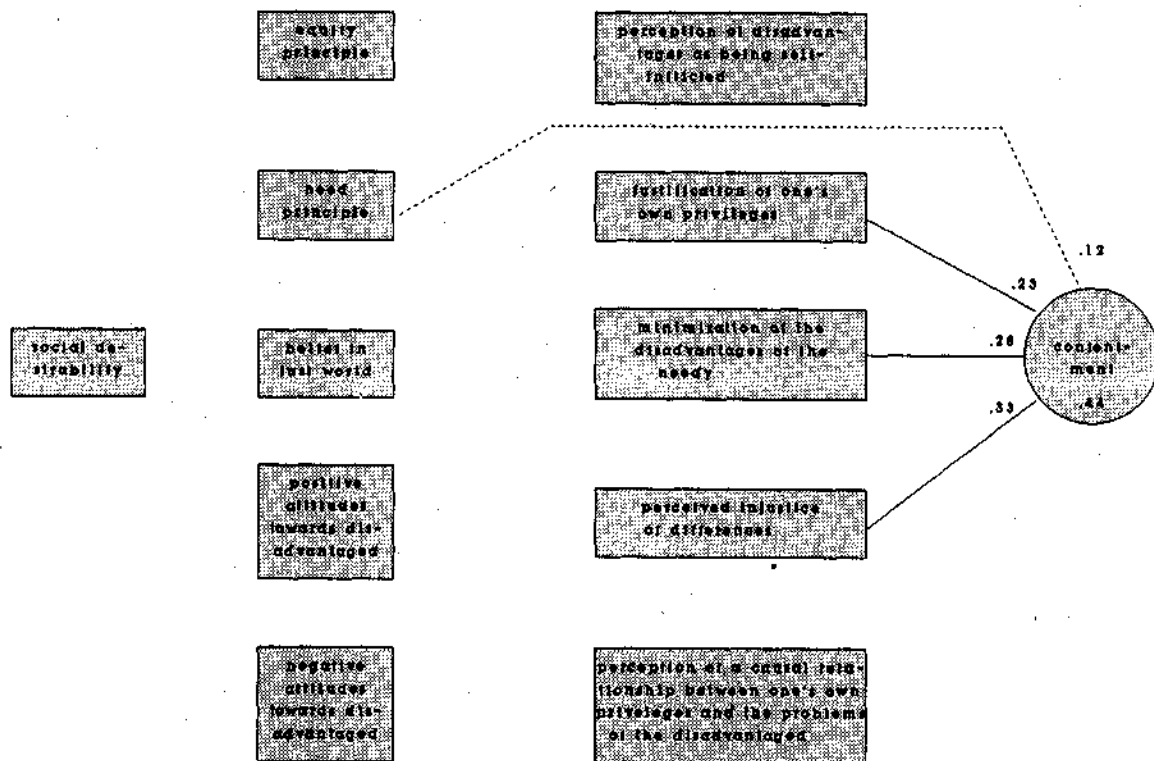 equity
principle
perception of disadvan-
tages as being self-
inflicted
need
principle
justification of one's
own privileges
.12
.23
social de-
sirability
belief in
just world
minimization of the
disadvantages of the
needy
.26
content-
ment
.33
positive
attitudes
towards dis-
advantaged
perceived injustice
of differences
negative
attitudes
towards dis-
advantaged
perception of a causal rela-
tionship between one's own
priveleges and the problems
of the disadvantaged